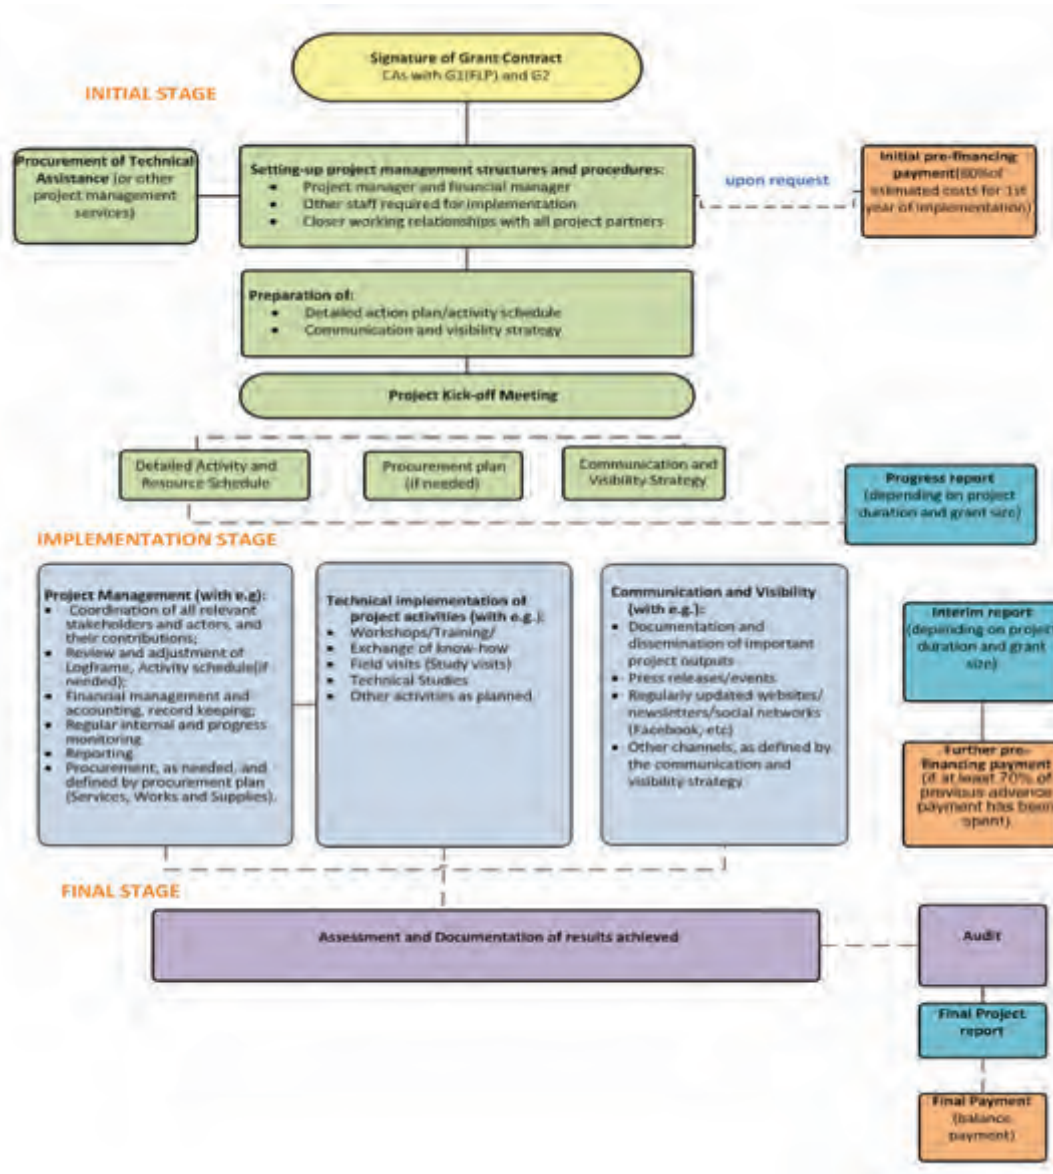 Signature of Grant Contract
CAs with G1(FLP) and G2
INITIAL STAGE
Procurement of Technical
Assistance (or other
project management
services)
Setting-up project management structures and procedures:
• Project manager and financial manager
• Other staff required for implementation
• Closer working relationships with all project partners
upon request
Initial pre-financing
payment(80%of
estimated costs for 1st
year of implementation)
Preparation of:
• Detailed action plan/activity schedule
• Communication and visibility strategy
Project Kick-off Meeting
Detailed Activity and
Resource Schedule
Procurement plan
(if needed)
Communication and
Visibility Strategy
Progress report
(depending on project
duration and grant size)
IMPLEMENTATION STAGE
Project Management (with e.g):
• Coordination of all relevant
stakeholders and actors, and
their contributions;
• Review and adjustment of
Logframe, Activity schedule(if
needed);
• Financial management and
accounting, record keeping;
• Regular internal and progress
monitoring
• Reporting
• Procurement, as needed, and
defined by procurement plan
(Services, Works and Supplies).
Technical implementation of
project activities (with e.g.):
• Workshops/Training/
• Exchange of know-how
• Field visits (Study visits)
• Technical Studies
• Other activities as planned
Communication and Visibility
(with e.g.):
• Documentation and
dissemination of important
project outputs
• Press releases/events
• Regularly updated websites/
newsletters/social networks
(Facebook, etc)
• Other channels, as defined by
the communication and
visibility strategy
Interim report
(depending on project
duration and grant
size)
Further pre-
financing payment
(if at least 70% of
previous advance
payment has been
spent)
FINAL STAGE
Assessment and Documentation of results achieved
Audit
Final Project
report
Final Payment
(balance
payment)